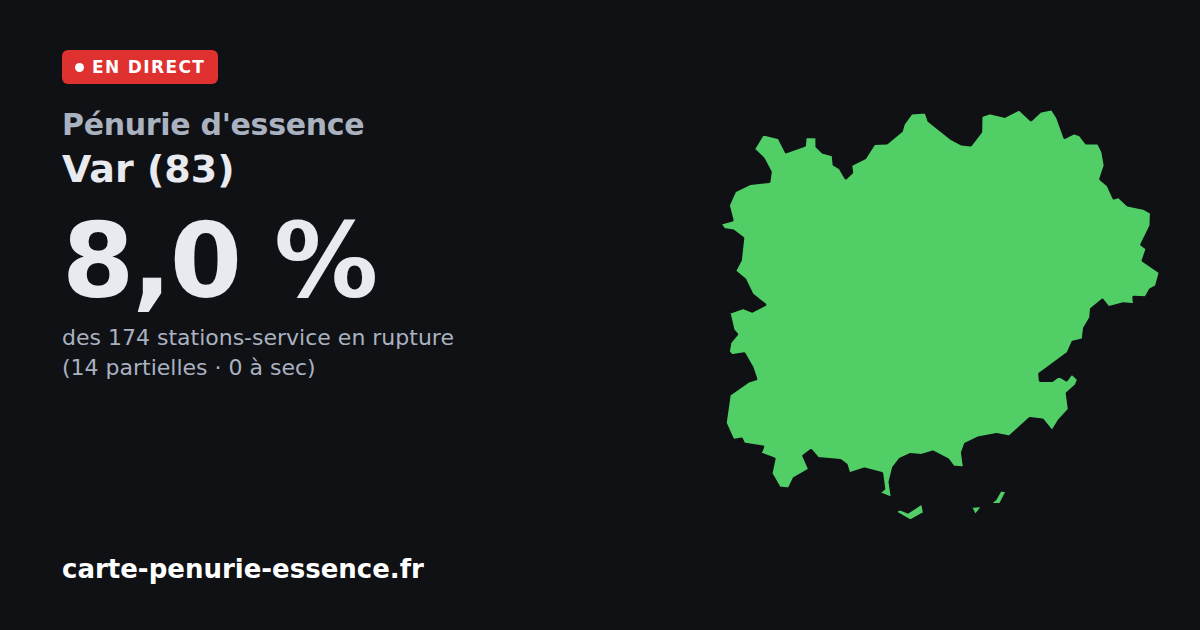 EN DIRECT
Pénurie d'essence
Var (83)
8,0 %
des 174 stations-service en rupture
(14 partielles · 0 à sec)
carte-penurie-essence.fr